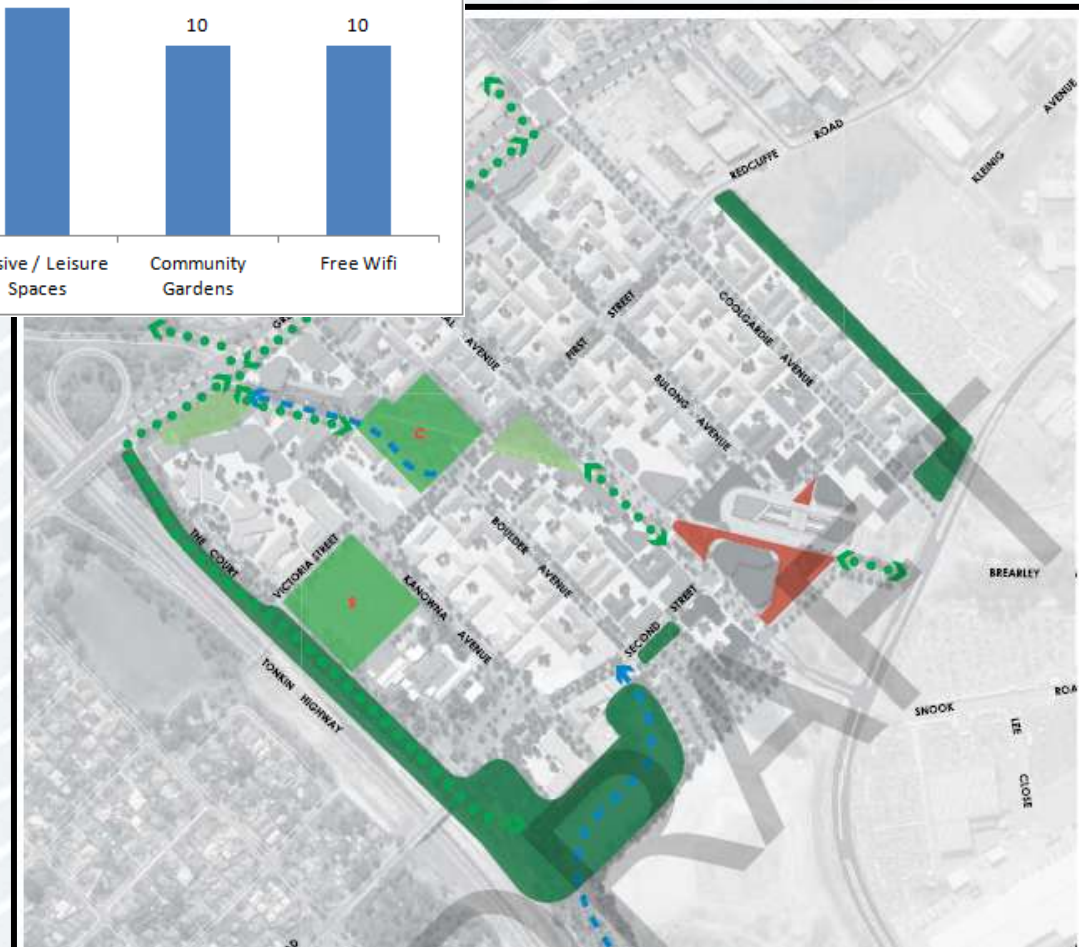 10
10
sive / Leisure
Spaces
Community
Gardens
Free Wifi
AVENUE
ROAD
REDCLIFFE
KLEINIG
STREET
COOLGARDIE
AVENUE
AVENUE
FIRST
BULONG
AVENUE
C
THE COURT
VICTORIA STREET
S
KANOWNA
AVENUE
BOULDER
AVENUE
BREARLEY
SECOND
STREET
TONKIN
HIGHWAY
SNOOK
ROA
CLOSE
DRAFT